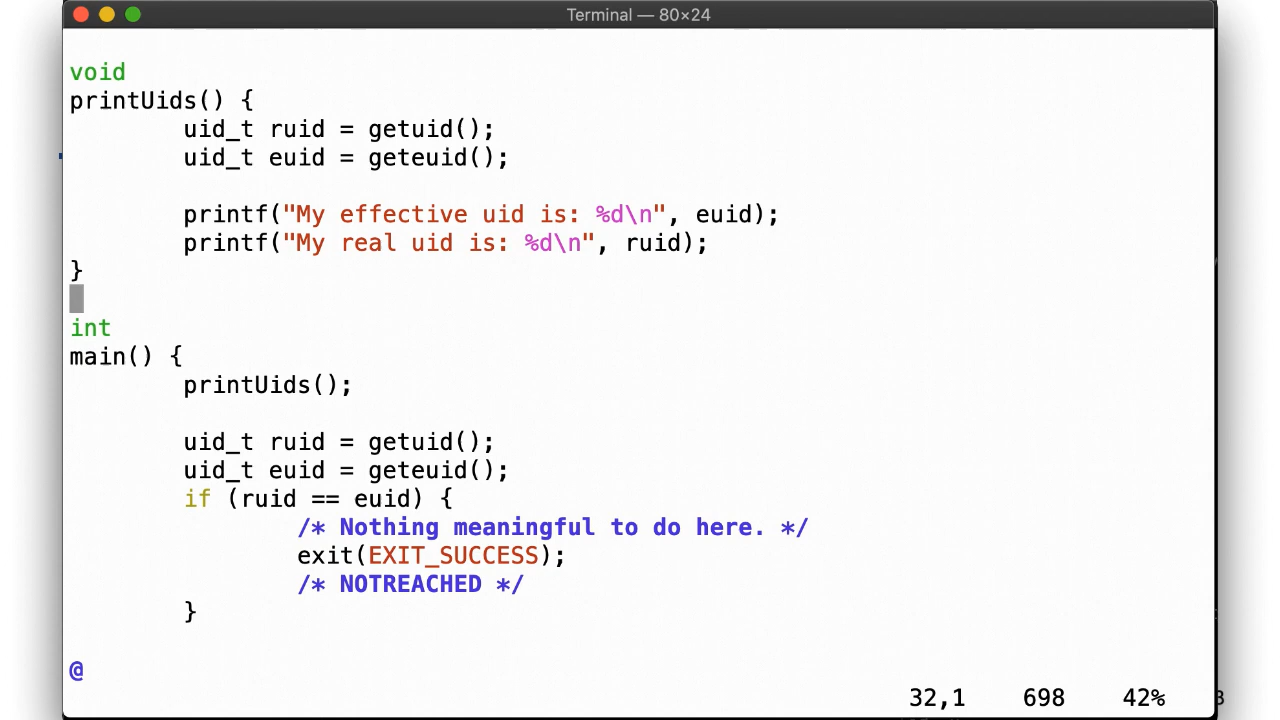 Terminal — 80×24
void
printUids() {
uid_t ruid = getuid();
uid_t euid = geteuid();
printf("My effective uid is: %d\n", euid);
printf("My real uid is: %d\n", ruid);
}
int
main() {
printUids();
uid_t ruid = getuid();
uid_t euid = geteuid();
if (ruid == euid) {
/* Nothing meaningful to do here. */
exit(EXIT_SUCCESS);
/* NOTREACHED */
}
@
32,1 698 42%